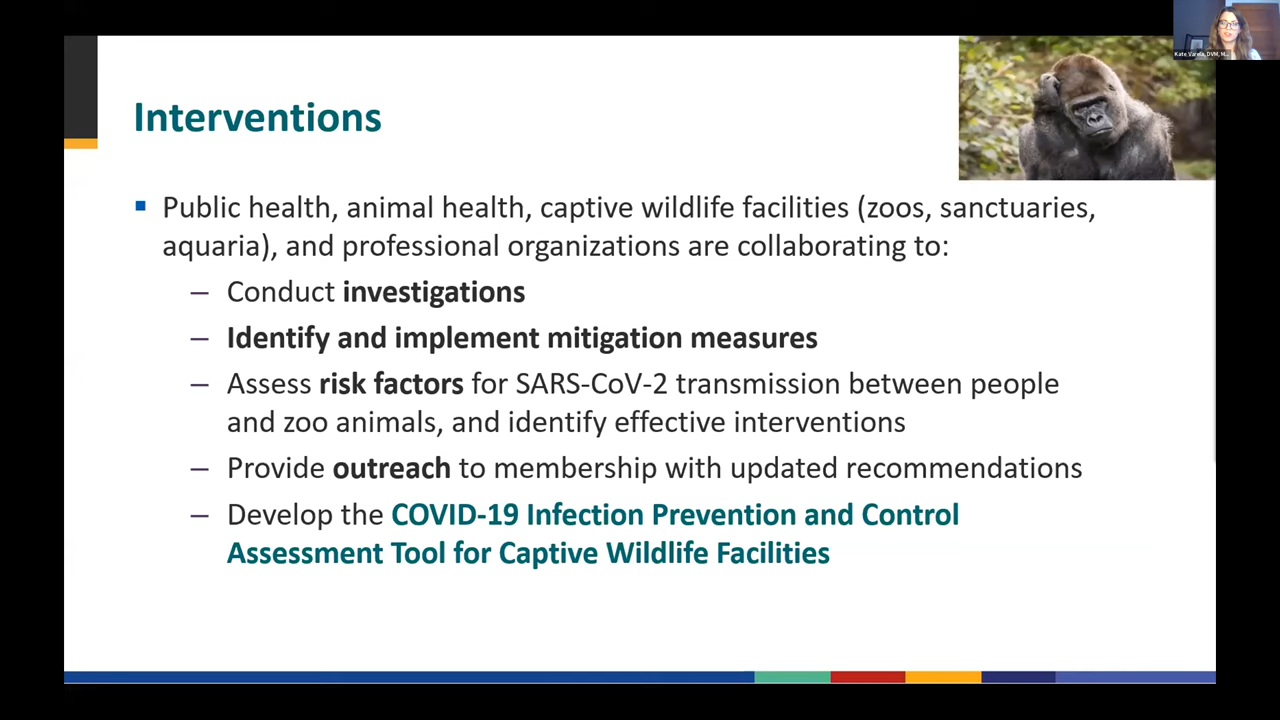 Kate Varela, DVM, M...
Interventions
▪ Public health, animal health, captive wildlife facilities (zoos, sanctuaries,
aquaria), and professional organizations are collaborating to:
– Conduct investigations
– Identify and implement mitigation measures
– Assess risk factors for SARS-CoV-2 transmission between people
and zoo animals, and identify effective interventions
– Provide outreach to membership with updated recommendations
– Develop the COVID-19 Infection Prevention and Control
Assessment Tool for Captive Wildlife Facilities